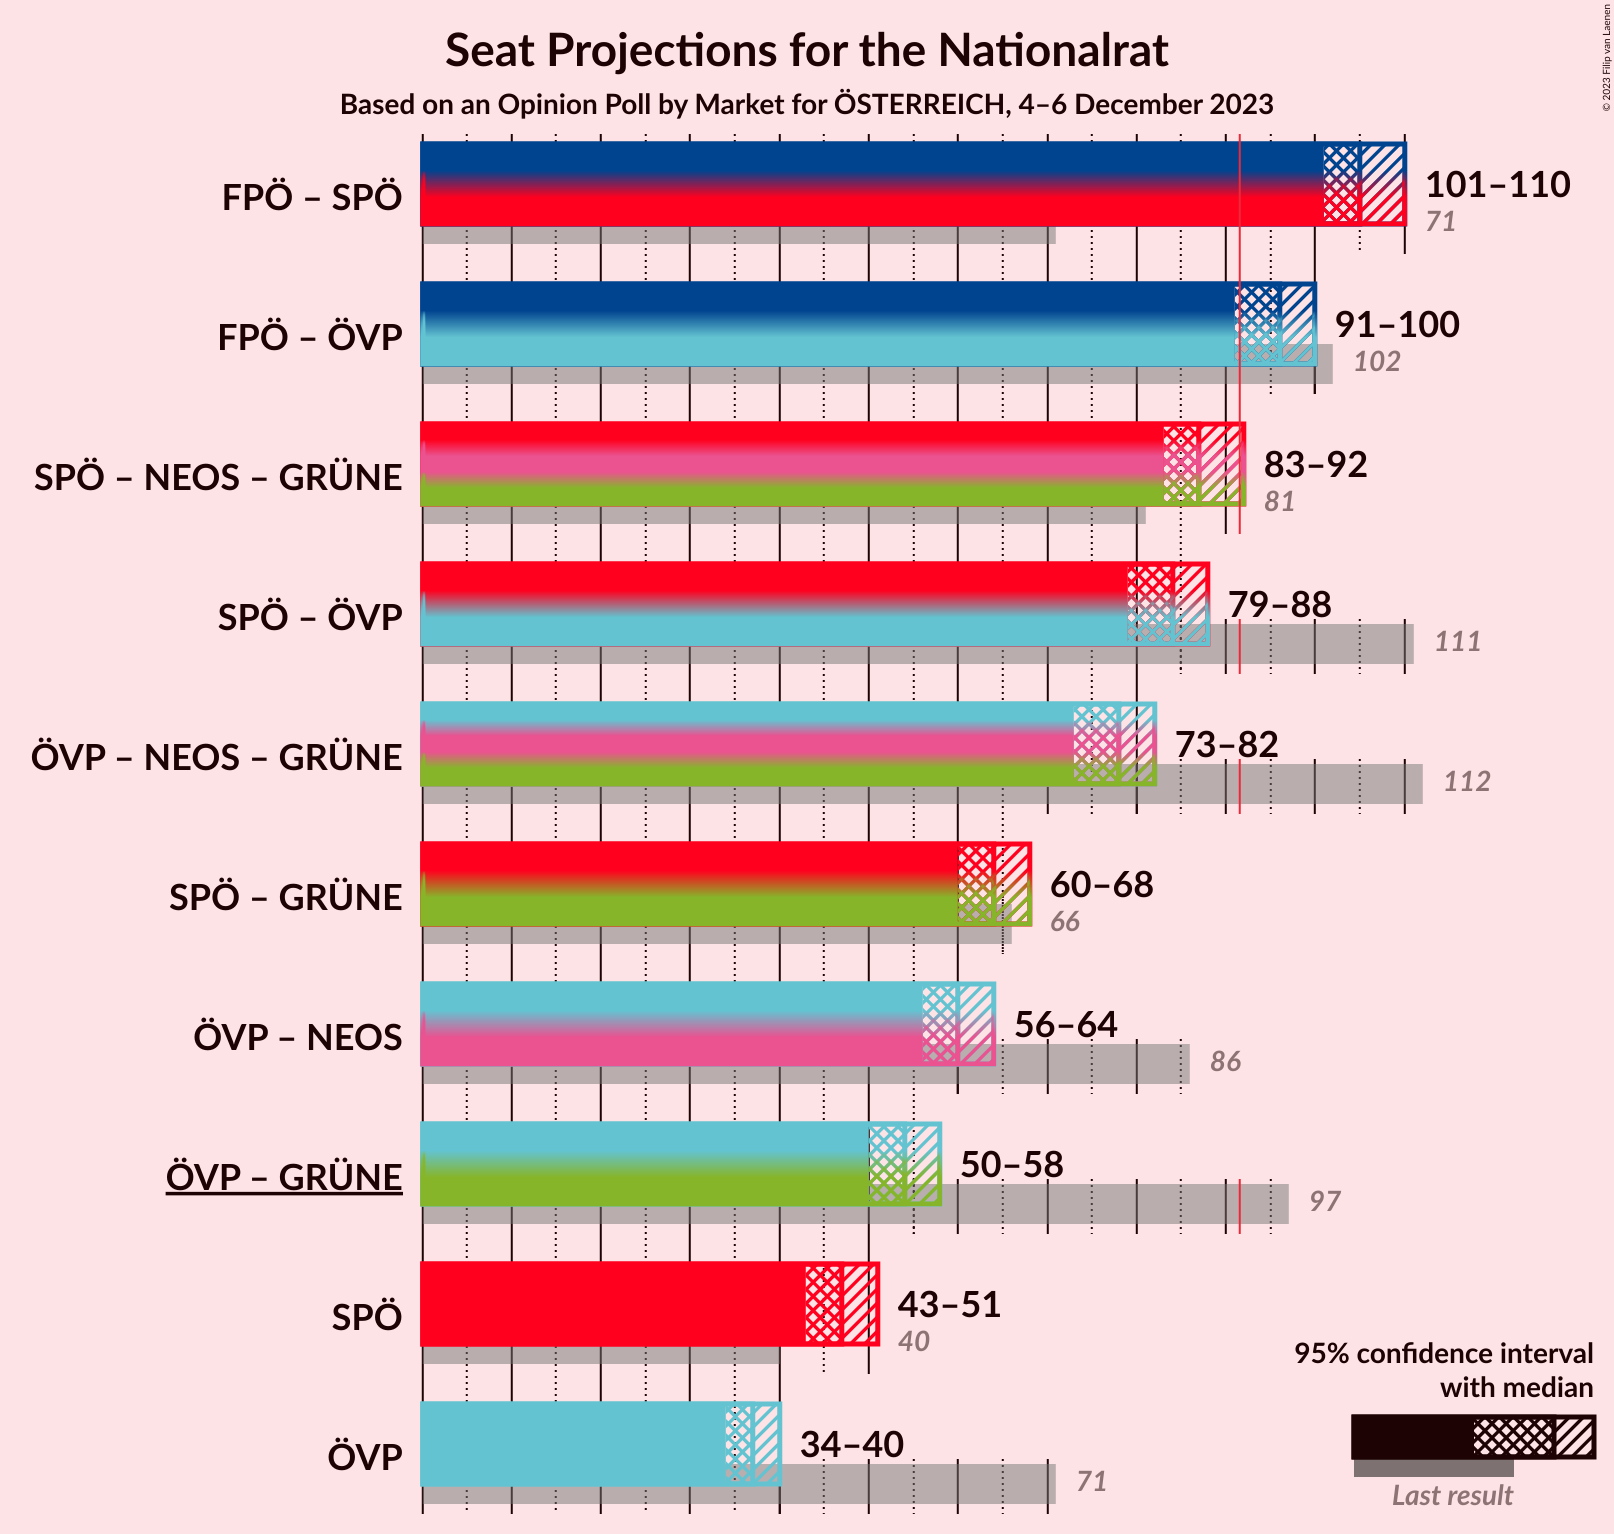 Seat Projections for the Nationalrat
Based on an Opinion Poll by Market for ÖSTERREICH, 4–6 December 2023
© 2023 Filip van Laenen
FPÖ – SPÖ
101–110
71
FPÖ – ÖVP
91–100
102
SPÖ – NEOS – GRÜNE
83–92
81
SPÖ – ÖVP
79–88
111
ÖVP – NEOS – GRÜNE
73–82
112
SPÖ – GRÜNE
60–68
66
ÖVP – NEOS
56–64
86
ÖVP – GRÜNE
50–58
97
SPÖ
43–51
40
ÖVP
34–40
71
95% confidence interval
with median
Last result